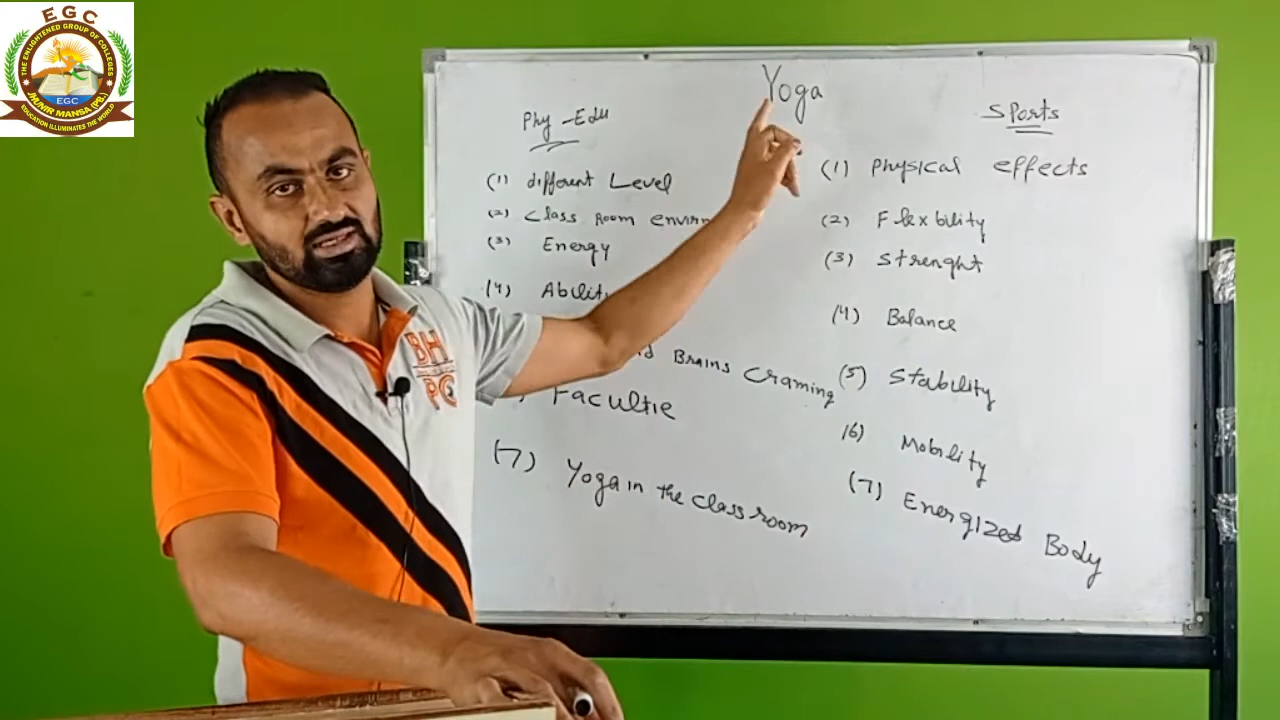 EGC
THE ENLIGHTENED GROUP OF COLLEGES
EGC
JHUNIR MANSA (PB.)
EDUCATION ILLUMINATES THE WORLD
Yoga
Phy - Edu
(1) different Level
(2) Class Room envirn
(3) Energy
(4) Abilit
Brains Craming
Facultie
(7) Yoga in the class room
Sports
(1) Physical effects
(2) Flexbility
(3) Strenght
(4) Balance
(5) Stability
(6) Mobility
(7) Energized Body
BH
PC